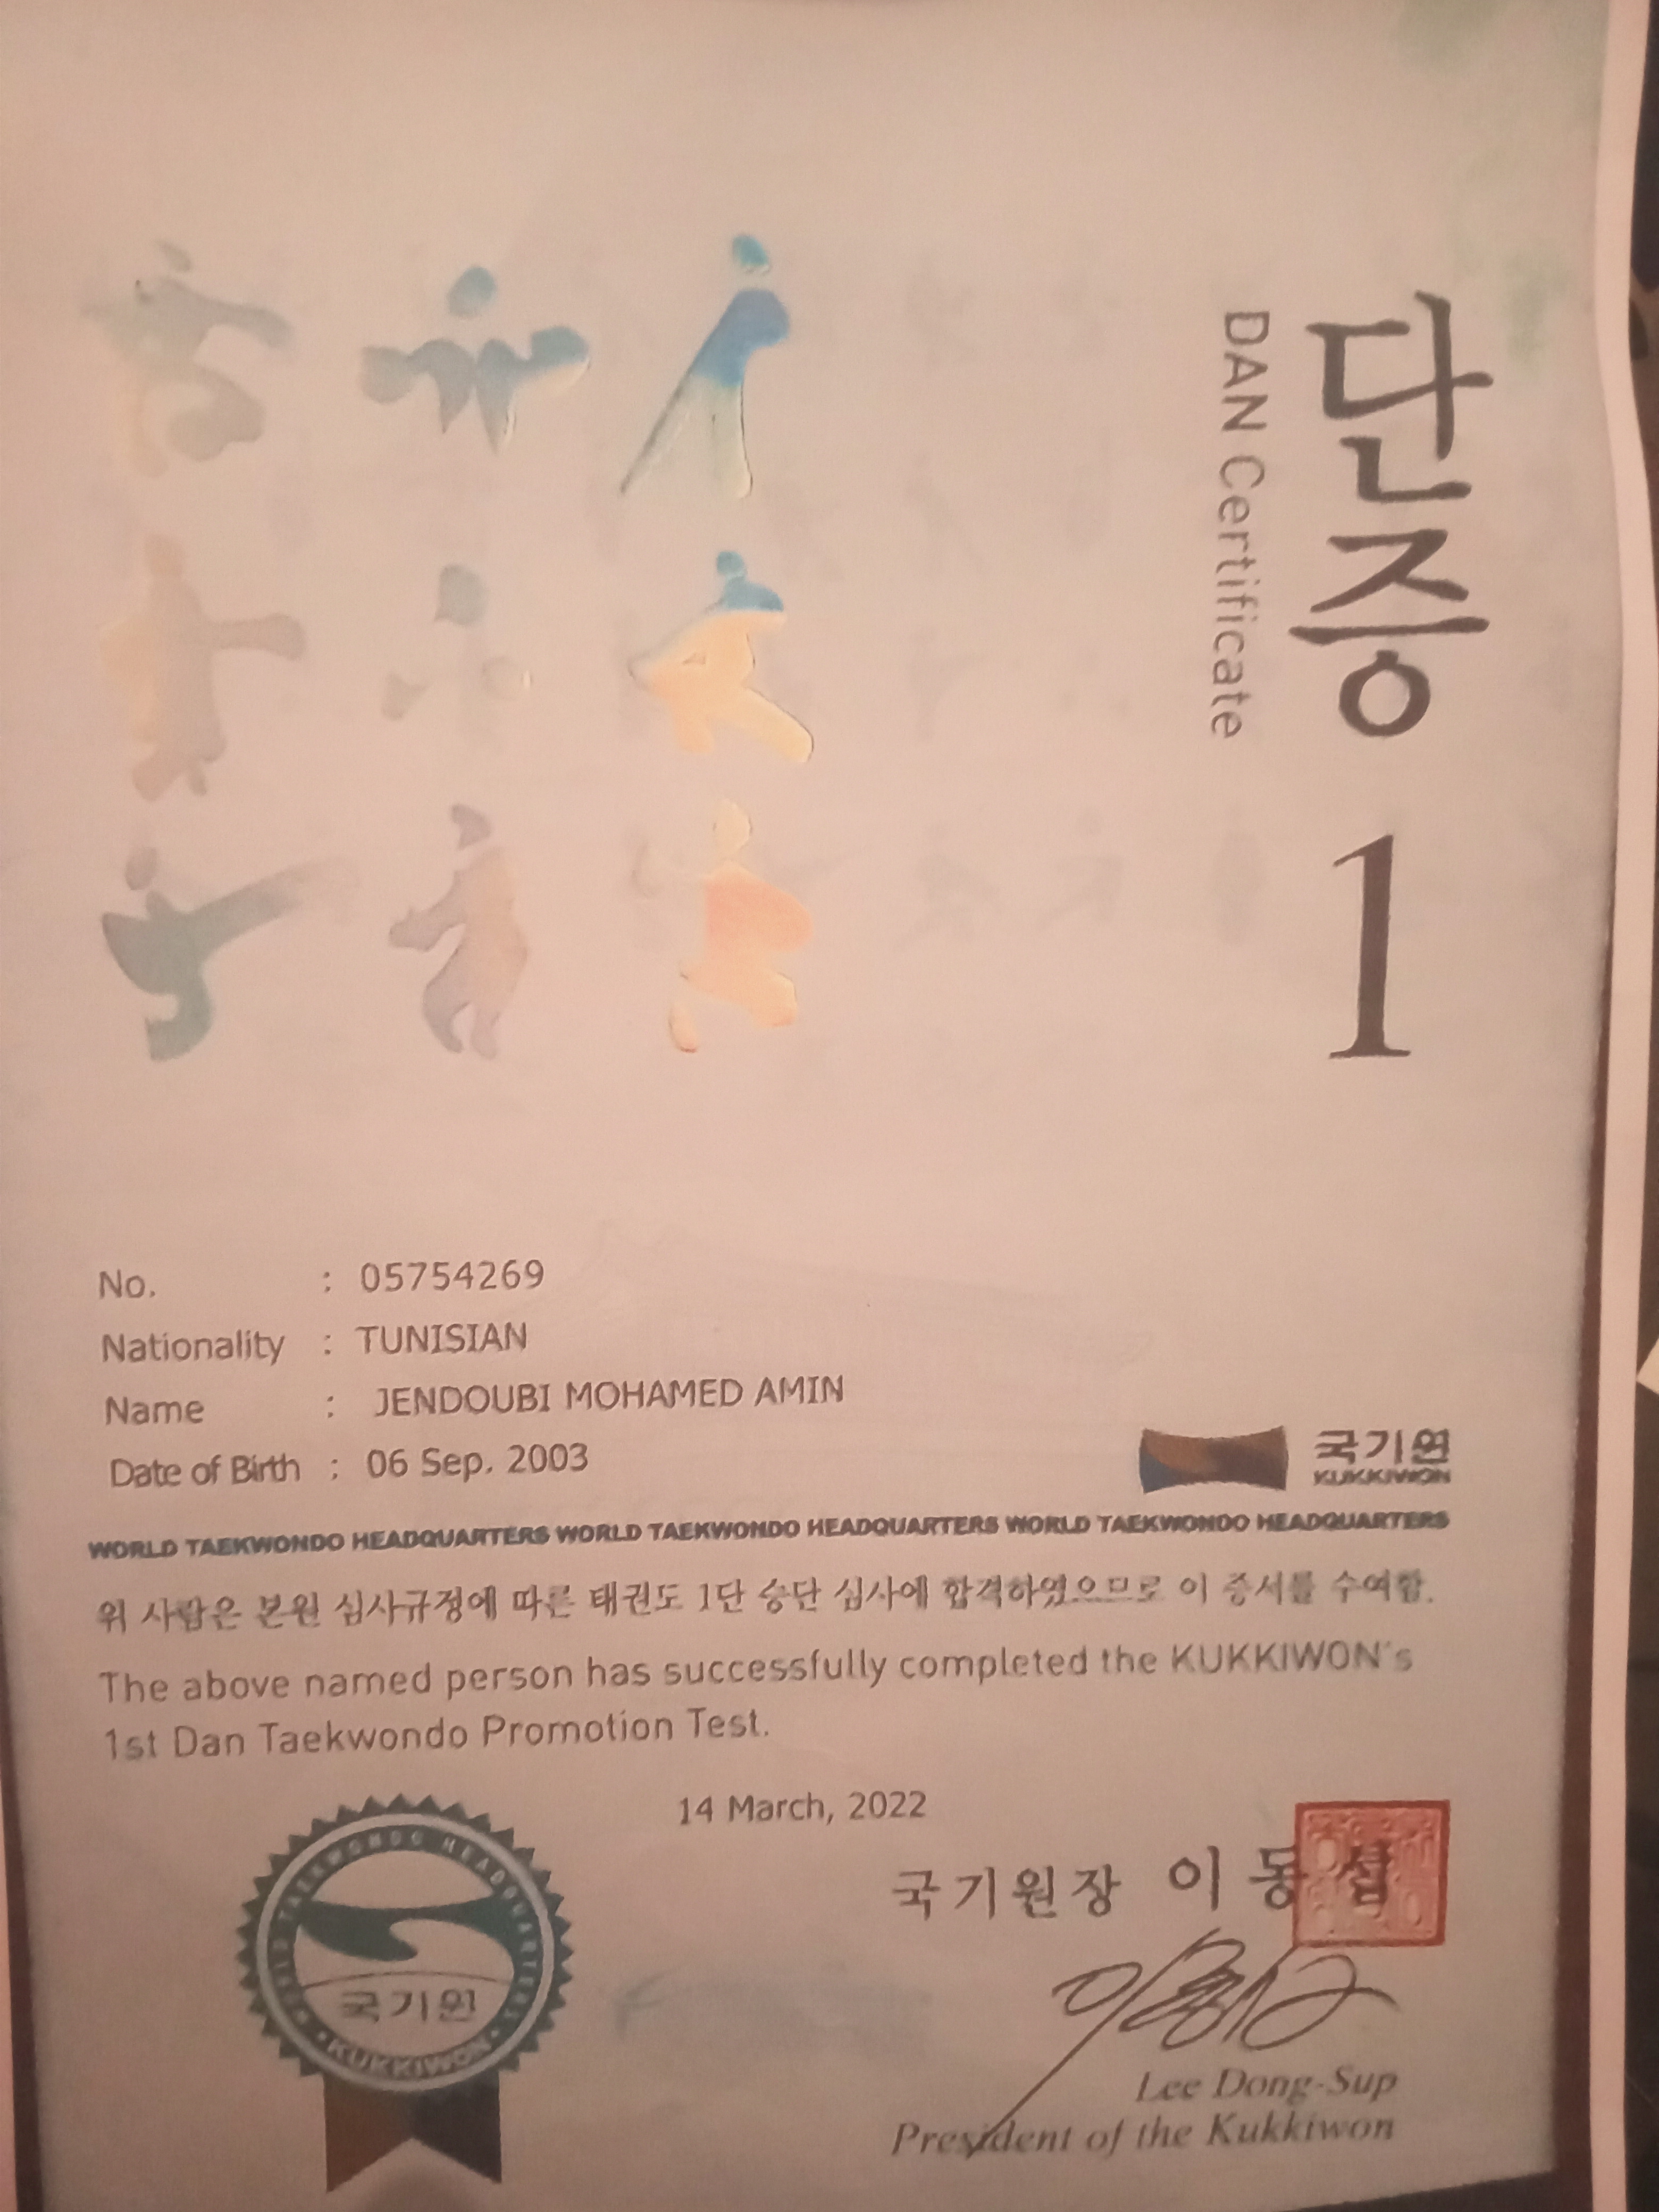 단증 1
DAN Certificate
No. : 05754269
Nationality : TUNISIAN
Name : JENDOUBI MOHAMED AMIN
Date of Birth : 06 Sep. 2003
국기원
KUKKIWON
WORLD TAEKWONDO HEADQUARTERS WORLD TAEKWONDO HEADQUARTERS WORLD TAEKWONDO HEADQUARTERS
위 사람은 본원 심사규정에 따른 태권도 1단 승단 심사에 합격하였으므로 이 증서를 수여함.
The above named person has successfully completed the KUKKIWON's
1st Dan Taekwondo Promotion Test.
14 March, 2022
국기원장 이동섭
WORLD TAEKWONDO HEADQUARTERS
국기원
KUKKIWON
Lee Dong-Sup
President of the Kukkiwon